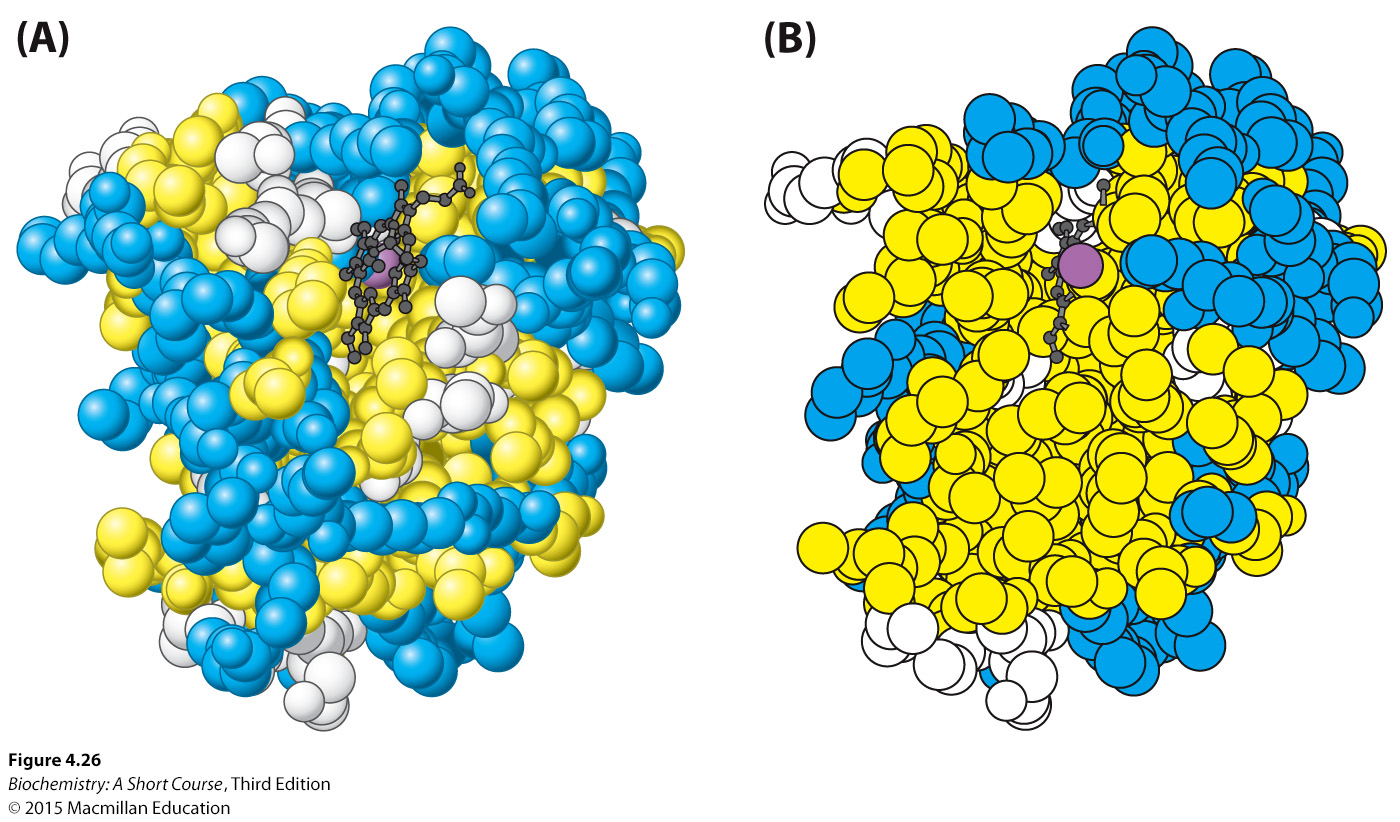 (A)
(B)
Figure 4.26
Biochemistry: A Short Course, Third Edition
© 2015 Macmillan Education